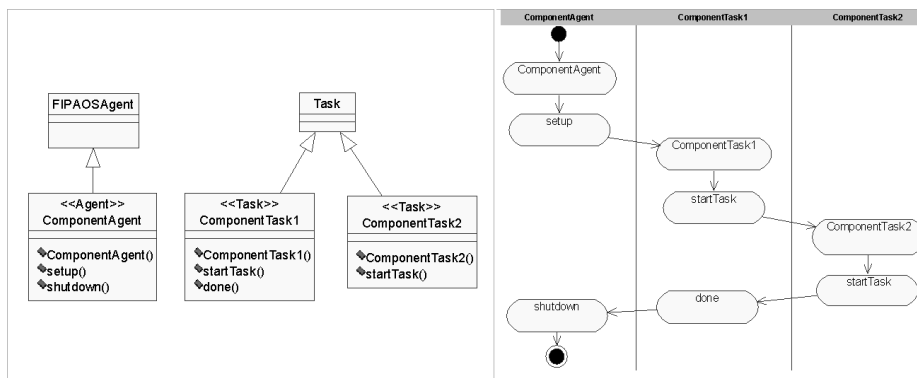 FIPAOSAgent
Task
<<Agent>>
ComponentAgent
ComponentAgent()
setup()
shutdown()
<<Task>>
ComponentTask1
ComponentTask1()
startTask()
done()
<<Task>>
ComponentTask2
ComponentTask2()
startTask()
ComponentAgent
ComponentTask1
ComponentTask2
ComponentAgent
setup
ComponentTask1
startTask
ComponentTask2
startTask
done
shutdown